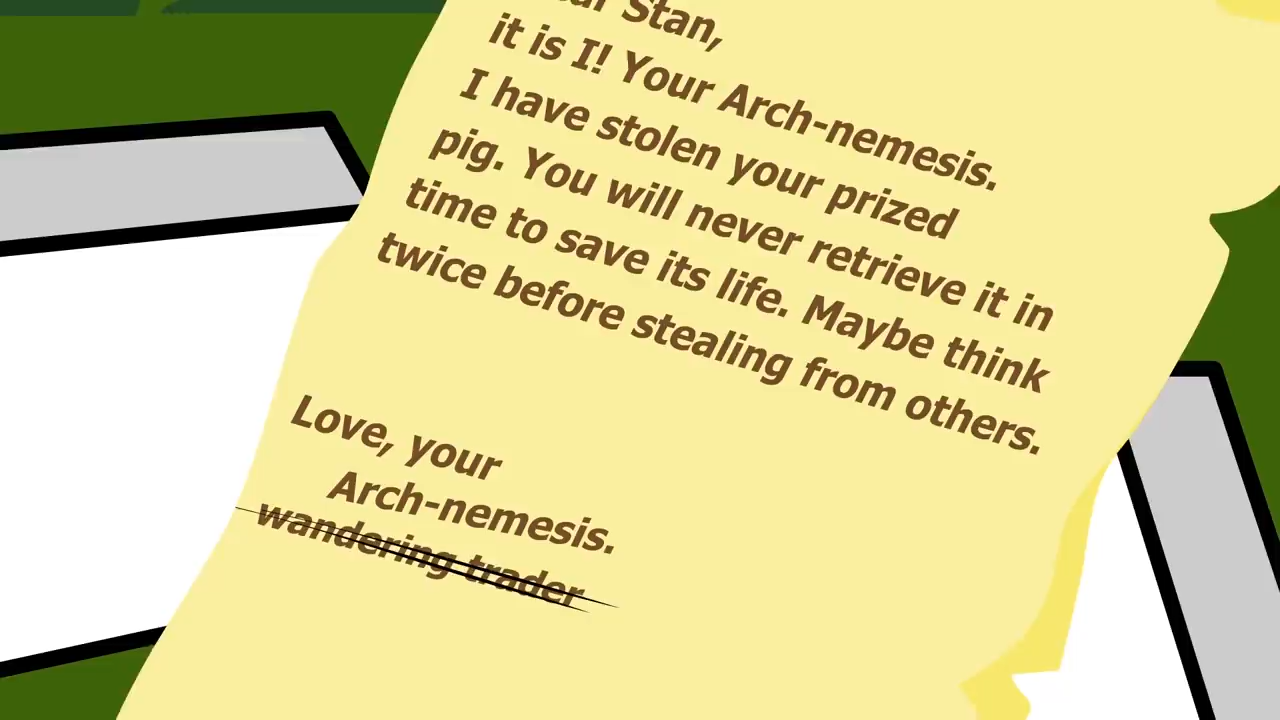 Stan,
it is I! Your Arch-nemesis.
I have stolen your prized
pig. You will never retrieve it in
time to save its life. Maybe think
twice before stealing from others.
Love, your
Arch-nemesis.
wandering trader